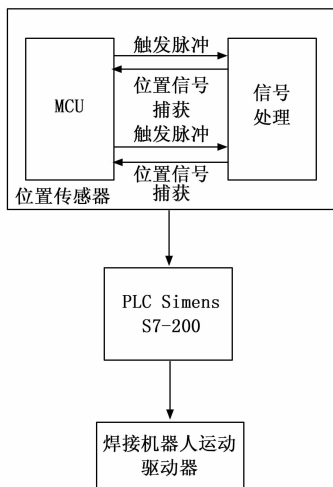 触发脉冲
位置信号
捕获
触发脉冲
位置信号
捕获
MCU
信号
处理
位置传感器
PLC Simens
S7-200
焊接机器人运动
驱动器